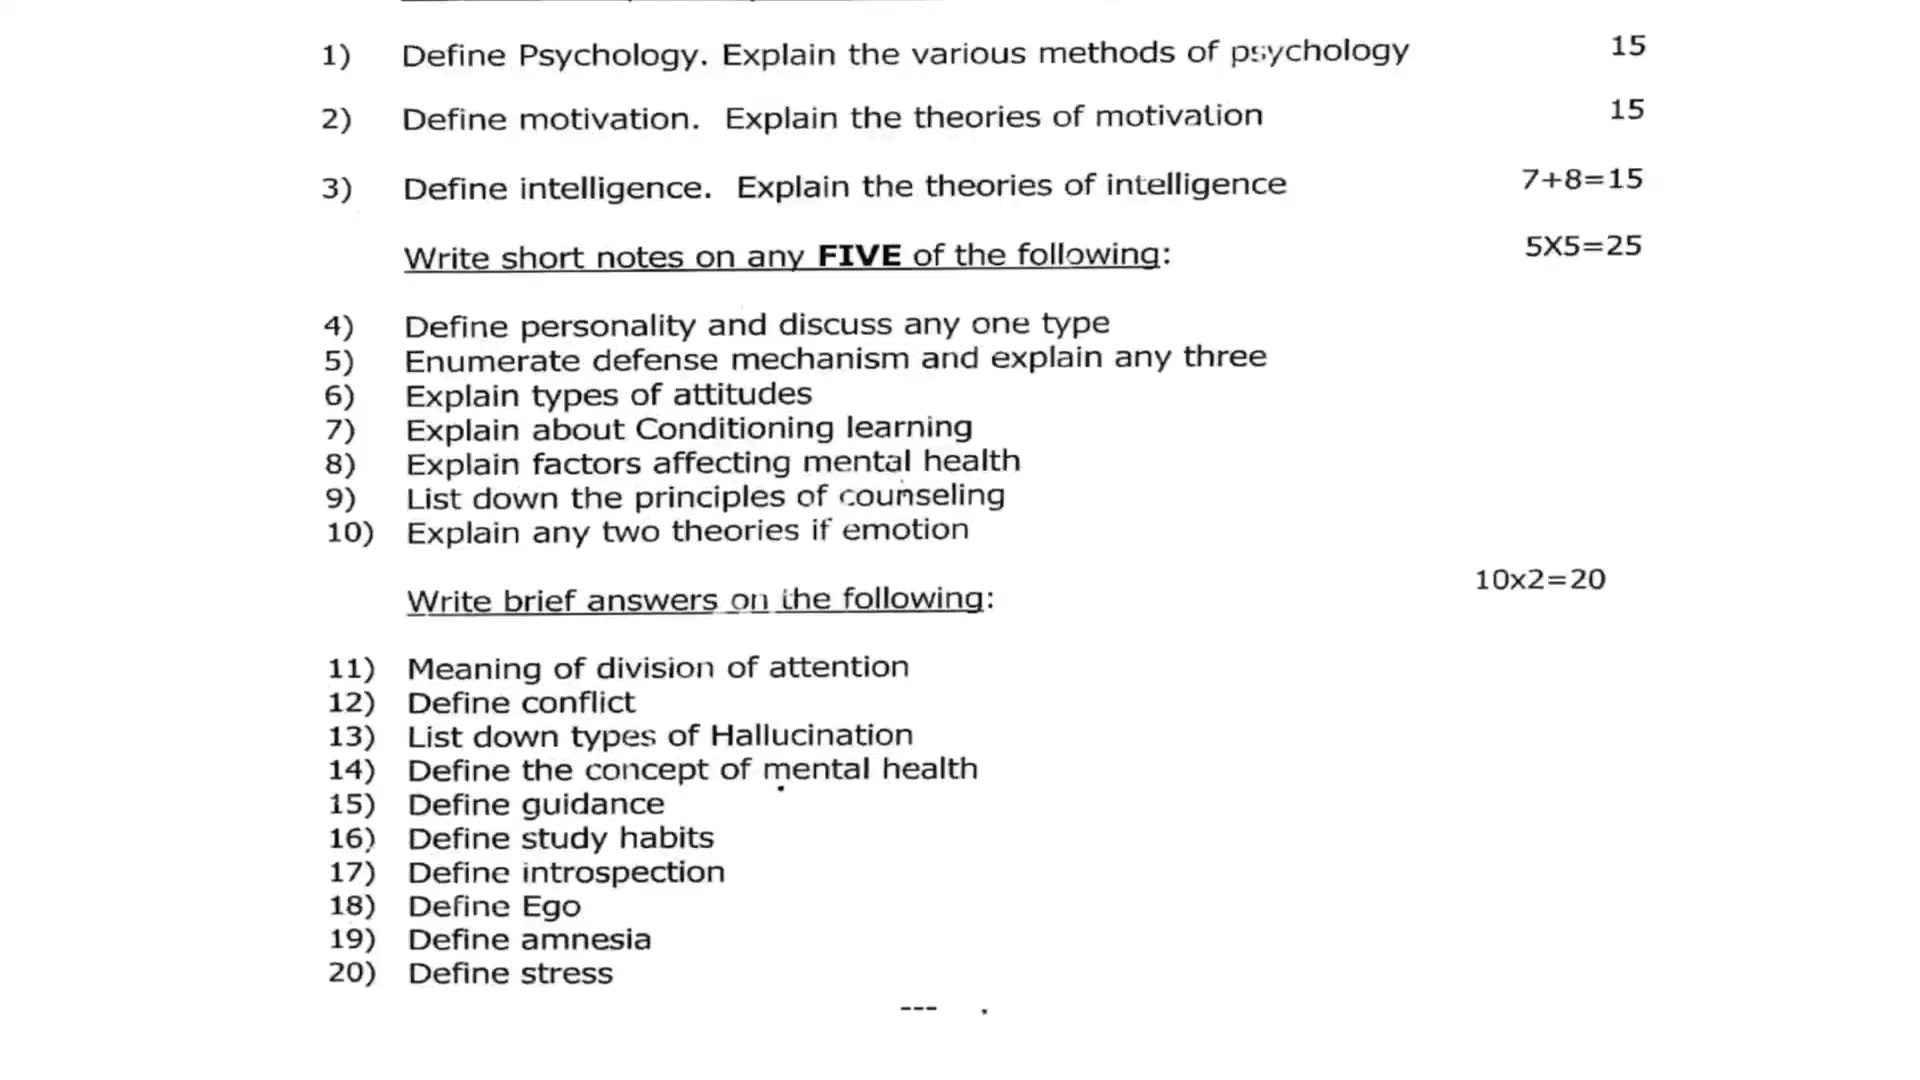 1) Define Psychology. Explain the various methods of psychology 15
2) Define motivation. Explain the theories of motivation 15
3) Define intelligence. Explain the theories of intelligence 7+8=15
Write short notes on any FIVE of the following: 5X5=25
4) Define personality and discuss any one type
5) Enumerate defense mechanism and explain any three
6) Explain types of attitudes
7) Explain about Conditioning learning
8) Explain factors affecting mental health
9) List down the principles of counseling
10) Explain any two theories if emotion
Write brief answers on the following: 10x2=20
11) Meaning of division of attention
12) Define conflict
13) List down types of Hallucination
14) Define the concept of mental health
15) Define guidance
16) Define study habits
17) Define introspection
18) Define Ego
19) Define amnesia
20) Define stress
---